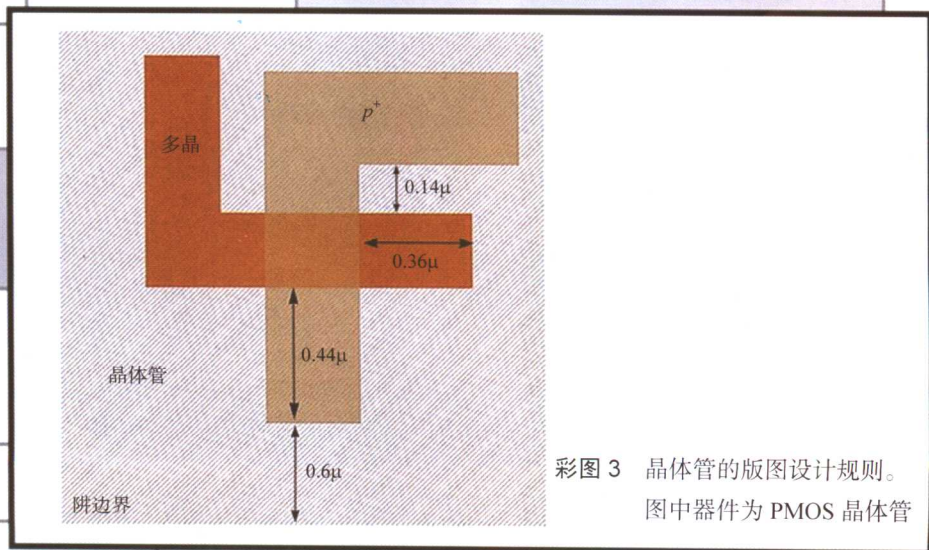 p+
多晶
0.14μ
0.36μ
0.44μ
晶体管
0.6μ
阱边界
彩图 3 晶体管的版图设计规则。
图中器件为 PMOS 晶体管